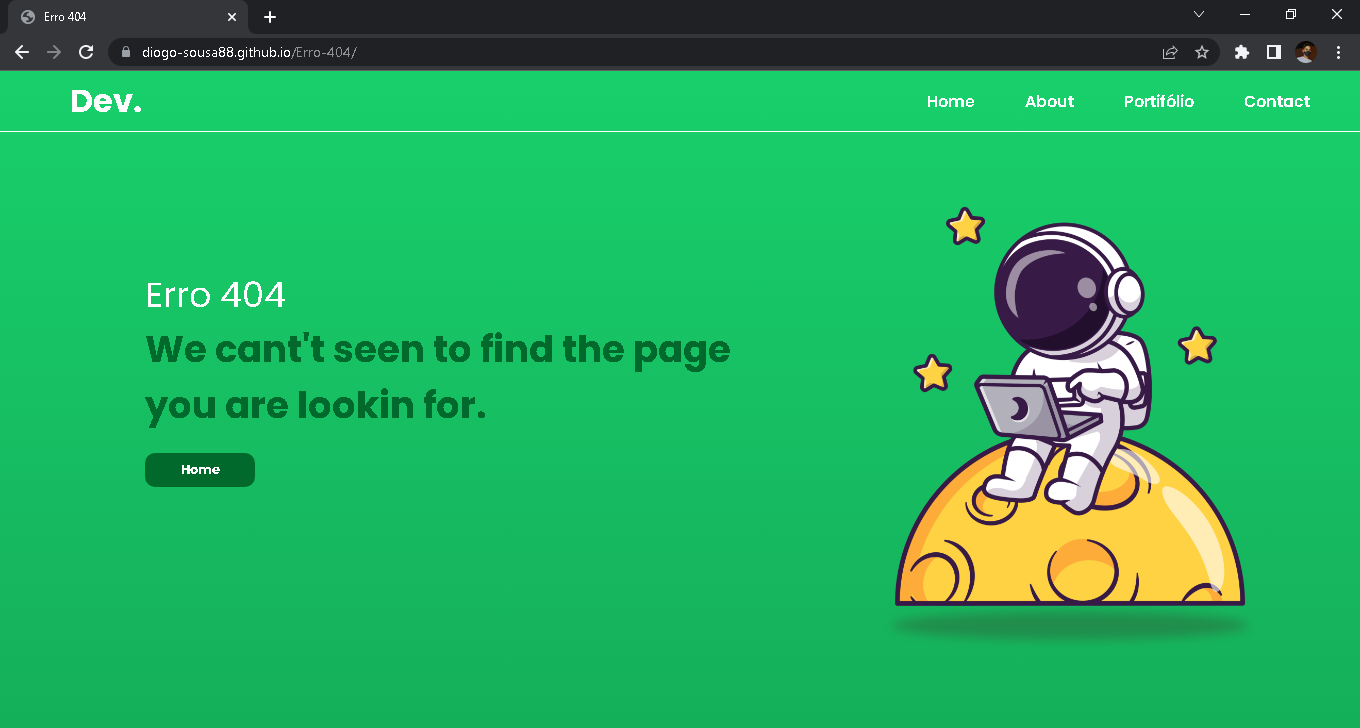 Erro 404
diogo-sousa88.github.io/Erro-404/
Dev.
Home About Portifólio Contact
Erro 404
We cant't seen to find the page
you are lookin for.
Home